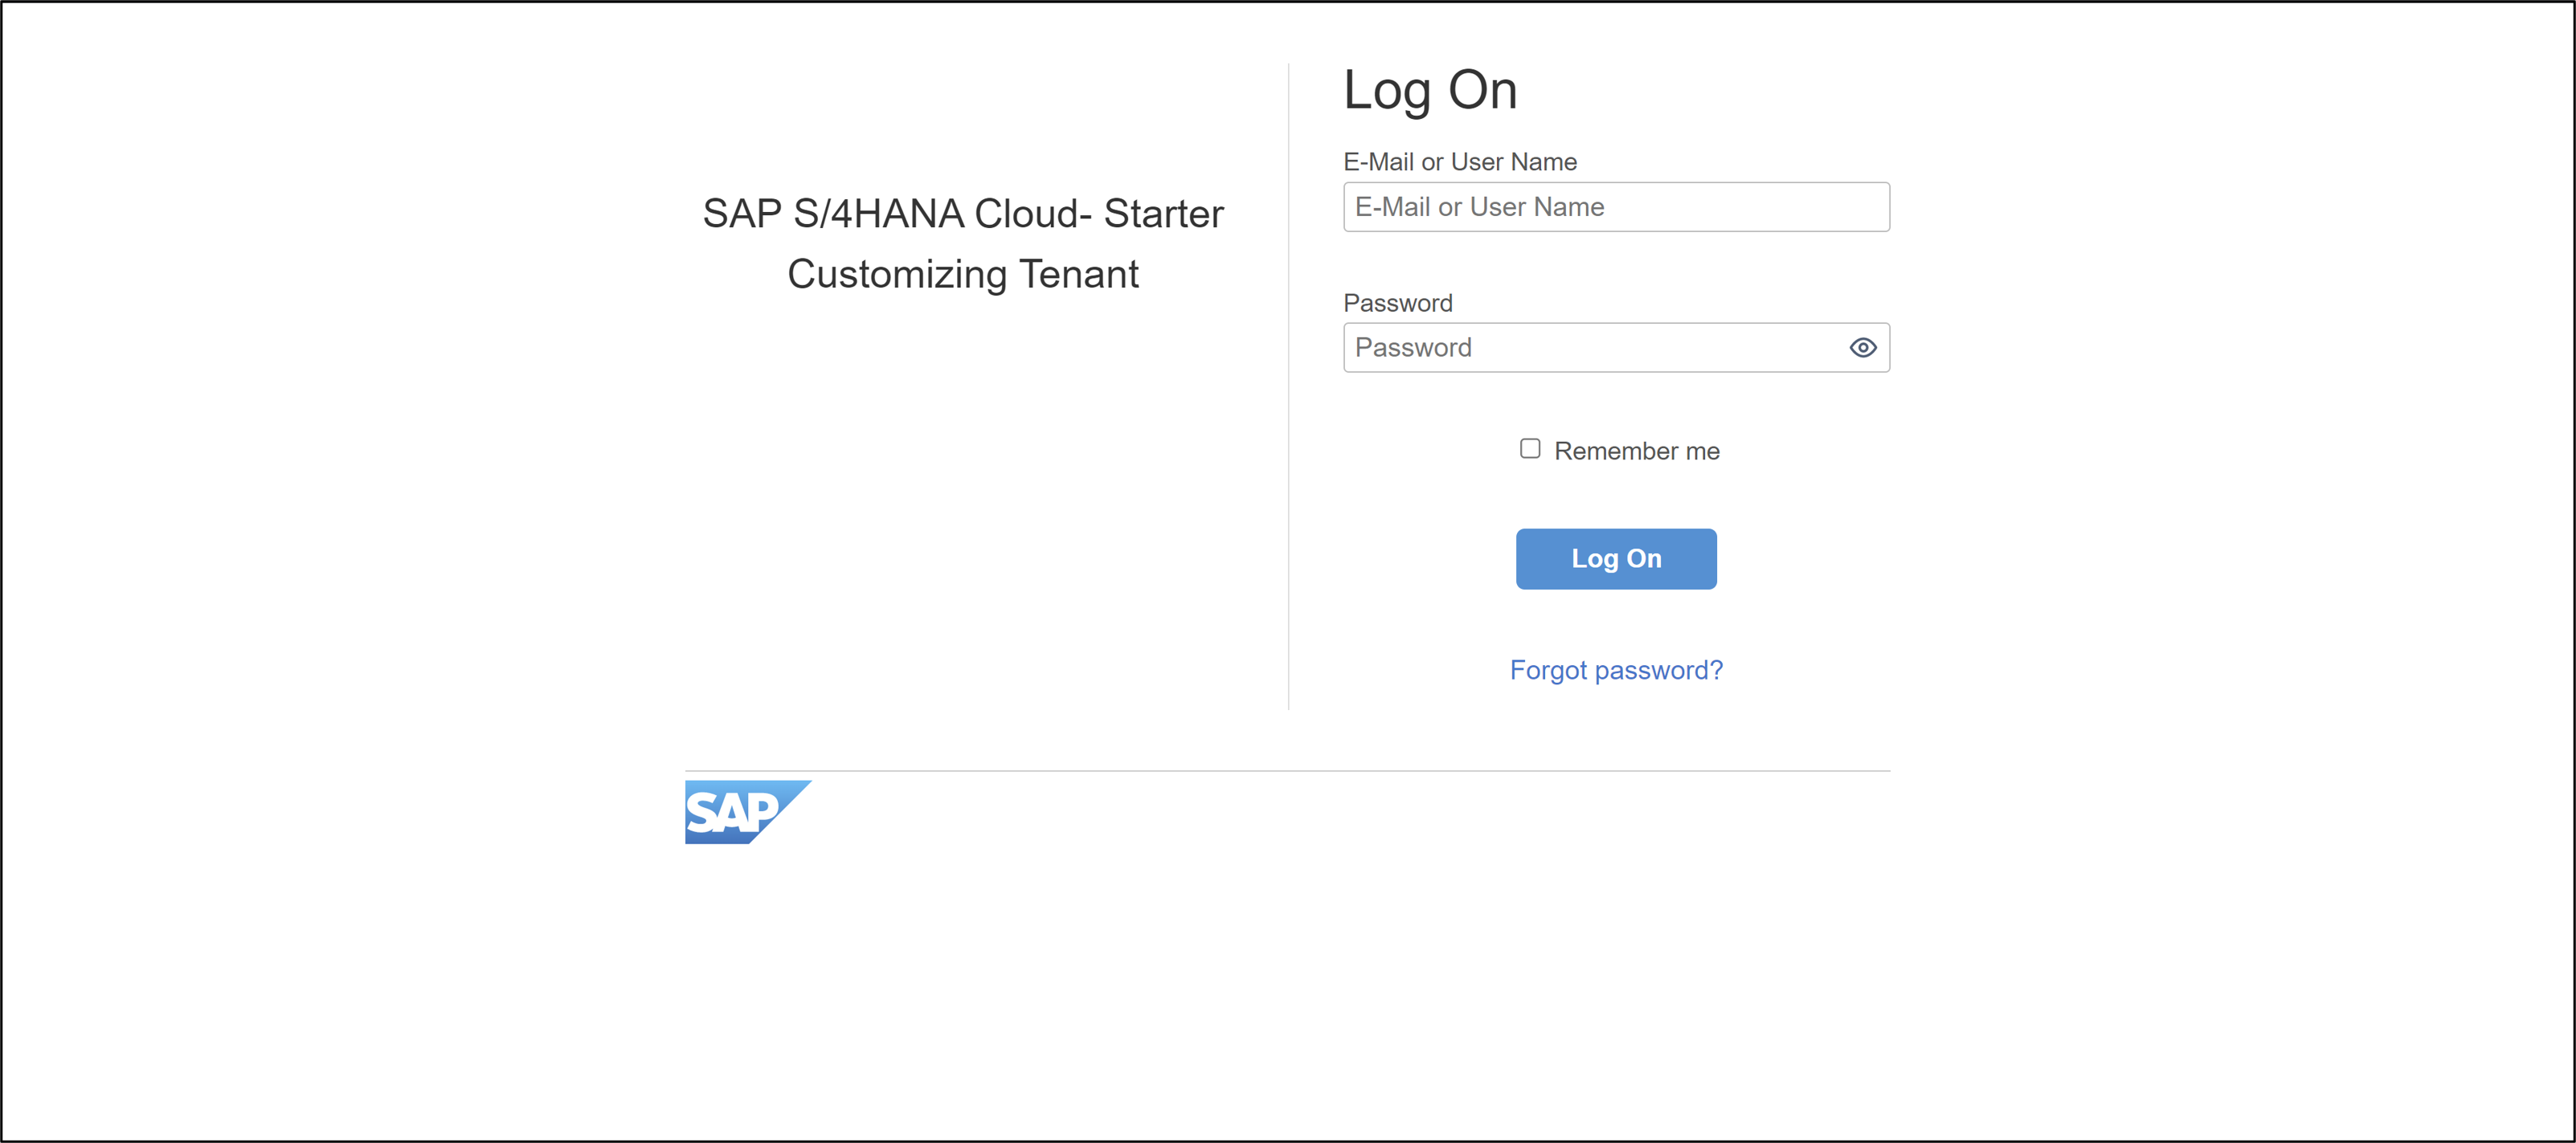 SAP S/4HANA Cloud- Starter
Customizing Tenant
Log On
E-Mail or User Name
E-Mail or User Name
Password
Password
Remember me
Log On
Forgot password?
SAP